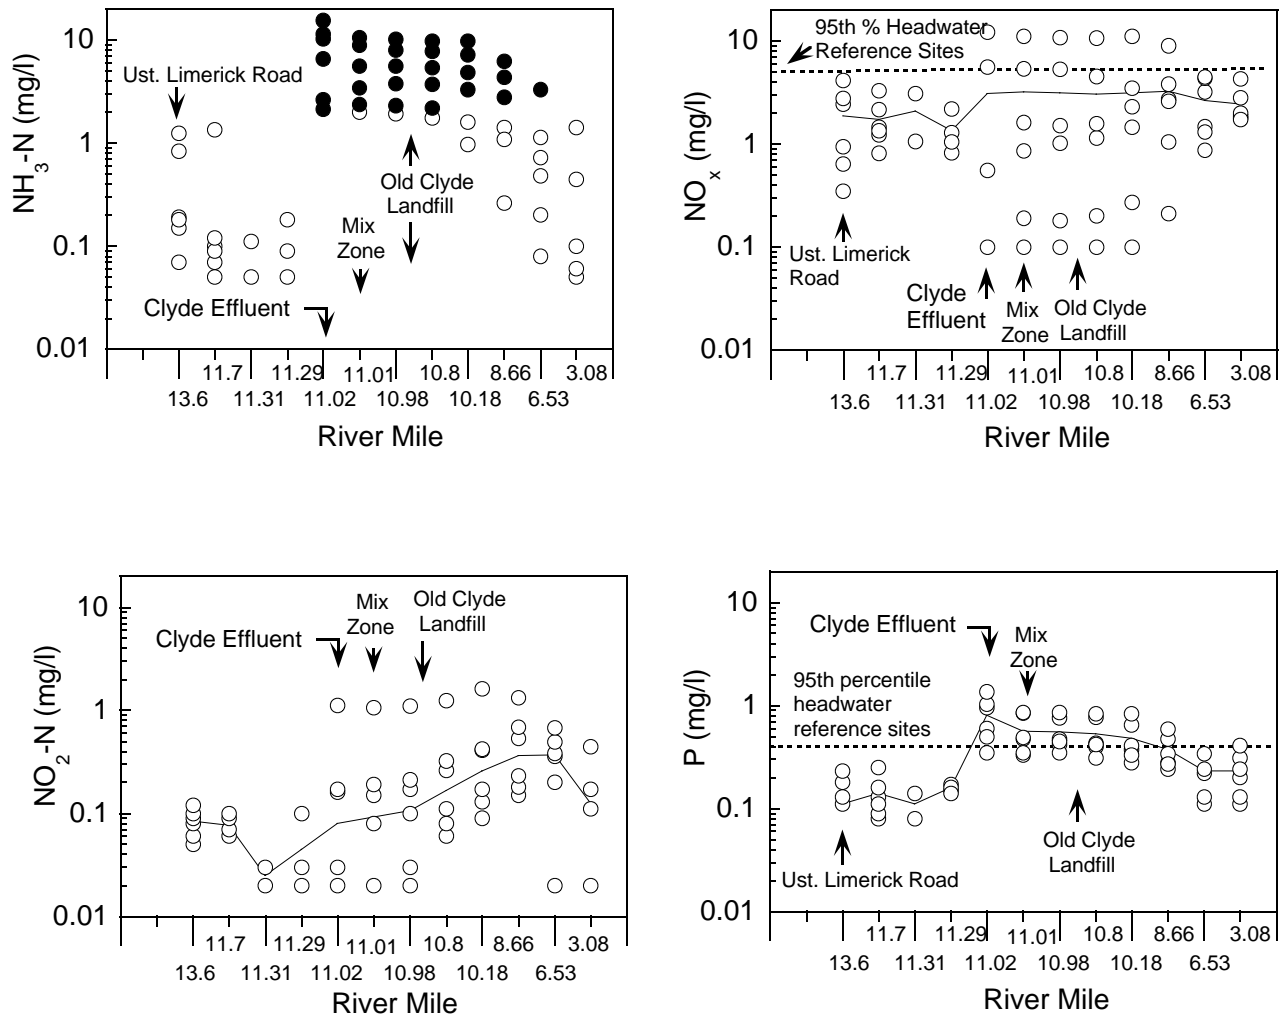 10
1
0.1
0.01
NH3-N (mg/l)
Ust. Limerick Road
Old Clyde
Landfill
Mix
Zone
Clyde Effluent
11.7 11.29 11.01 10.8 8.66 3.08
13.6 11.31 11.02 10.98 10.18 6.53
River Mile
10
1
0.1
0.01
NOx (mg/l)
95th % Headwater
Reference Sites
Ust. Limerick
Road
Clyde
Effluent
Mix
Zone
Old Clyde
Landfill
11.7 11.29 11.01 10.8 8.66 3.08
13.6 11.31 11.02 10.98 10.18 6.53
River Mile
10
1
0.1
0.01
NO2-N (mg/l)
Clyde Effluent
Mix
Zone
Old Clyde
Landfill
11.7 11.29 11.01 10.8 8.66 3.08
13.6 11.31 11.02 10.98 10.18 6.53
River Mile
10
1
0.1
0.01
P (mg/l)
Clyde Effluent
Mix
Zone
95th percentile
headwater
reference sites
Old Clyde
Landfill
Ust. Limerick Road
11.7 11.29 11.01 10.8 8.66 3.08
13.6 11.31 11.02 10.98 10.18 6.53
River Mile